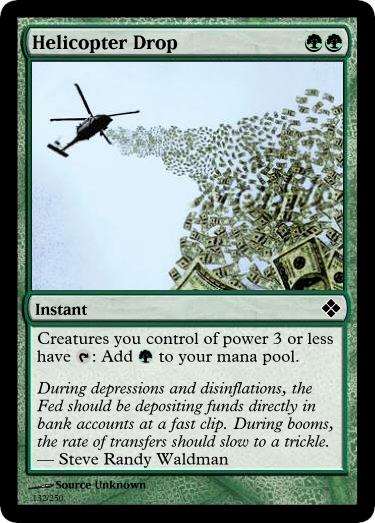 Helicopter Drop
Instant
Creatures you control of power 3 or less
have : Add to your mana pool.
During depressions and disinflations, the
Fed should be depositing funds directly in
bank accounts at a fast clip. During booms,
the rate of transfers should slow to a trickle.
— Steve Randy Waldman
Source Unknown
132/250